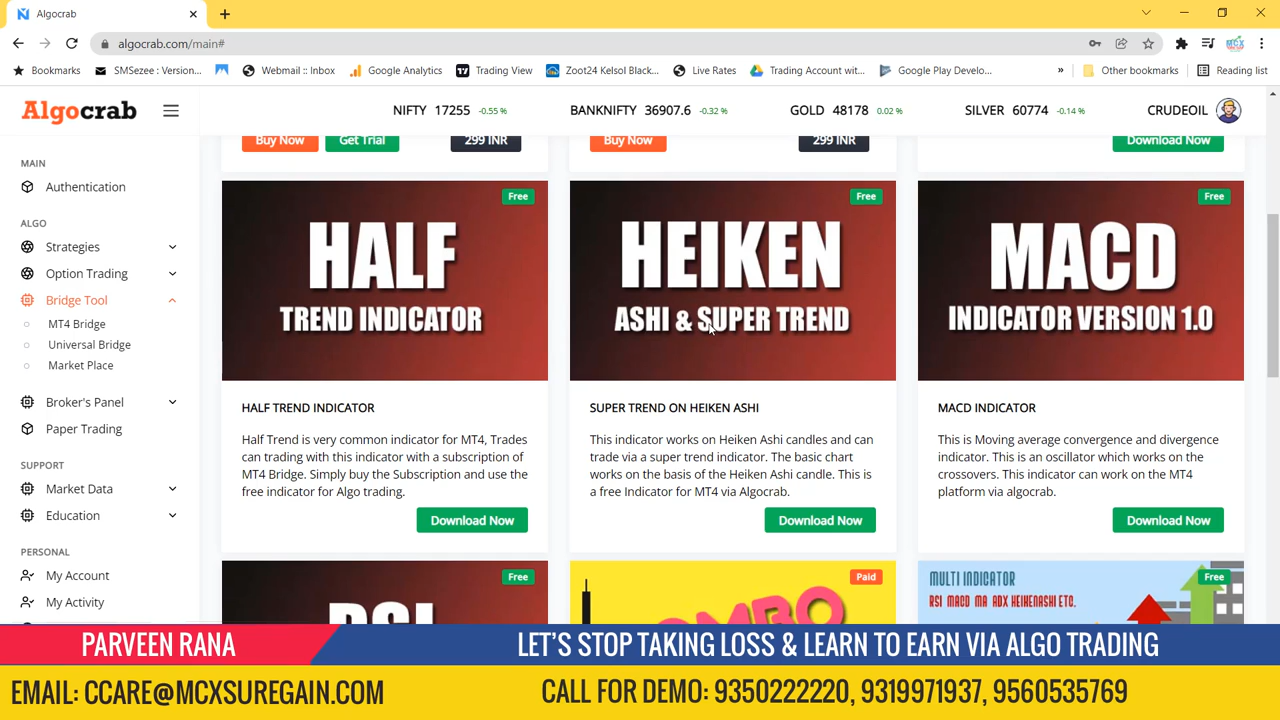 Algocrab
algocrab.com/main#
Bookmarks
SMSezee : Version...
Webmail :: Inbox
Google Analytics
Trading View
Zoot24 Kelsol Black...
Live Rates
Trading Account wit...
Google Play Develo...
»
Other bookmarks
Reading list
Algocrab
NIFTY 17255 -0.55 %
BANKNIFTY 36907.6 -0.32 %
GOLD 48178 0.02 %
SILVER 60774 -0.14 %
CRUDEOIL
MAIN
Authentication
ALGO
Strategies
Option Trading
Bridge Tool
MT4 Bridge
Universal Bridge
Market Place
Broker's Panel
Paper Trading
SUPPORT
Market Data
Education
PERSONAL
My Account
My Activity
Buy Now
Get Trial
299 INR
Buy Now
299 INR
Download Now
Free
HALF
TREND INDICATOR
HALF TREND INDICATOR
Half Trend is very common indicator for MT4, Trades
can trading with this indicator with a subscription of
MT4 Bridge. Simply buy the Subscription and use the
free indicator for Algo trading.
Download Now
Free
HEIKEN
ASHI & SUPER TREND
SUPER TREND ON HEIKEN ASHI
This indicator works on Heiken Ashi candles and can
trade via a super trend indicator. The basic chart
works on the basis of the Heiken Ashi candle. This is
a free Indicator for MT4 via Algocrab.
Download Now
Free
MACD
INDICATOR VERSION 1.0
MACD INDICATOR
This is Moving average convergence and divergence
indicator. This is an oscillator which works on the
crossovers. This indicator can work on the MT4
platform via algocrab.
Download Now
Free
RSI
Paid
COMBO
Free
MULTI INDICATOR
RSI MACD MA ADX HEIKENASHI ETC.
PARVEEN RANA
LET'S STOP TAKING LOSS & LEARN TO EARN VIA ALGO TRADING
EMAIL: CCARE@MCXSUREGAIN.COM
CALL FOR DEMO: 9350222220, 9319971937, 9560535769